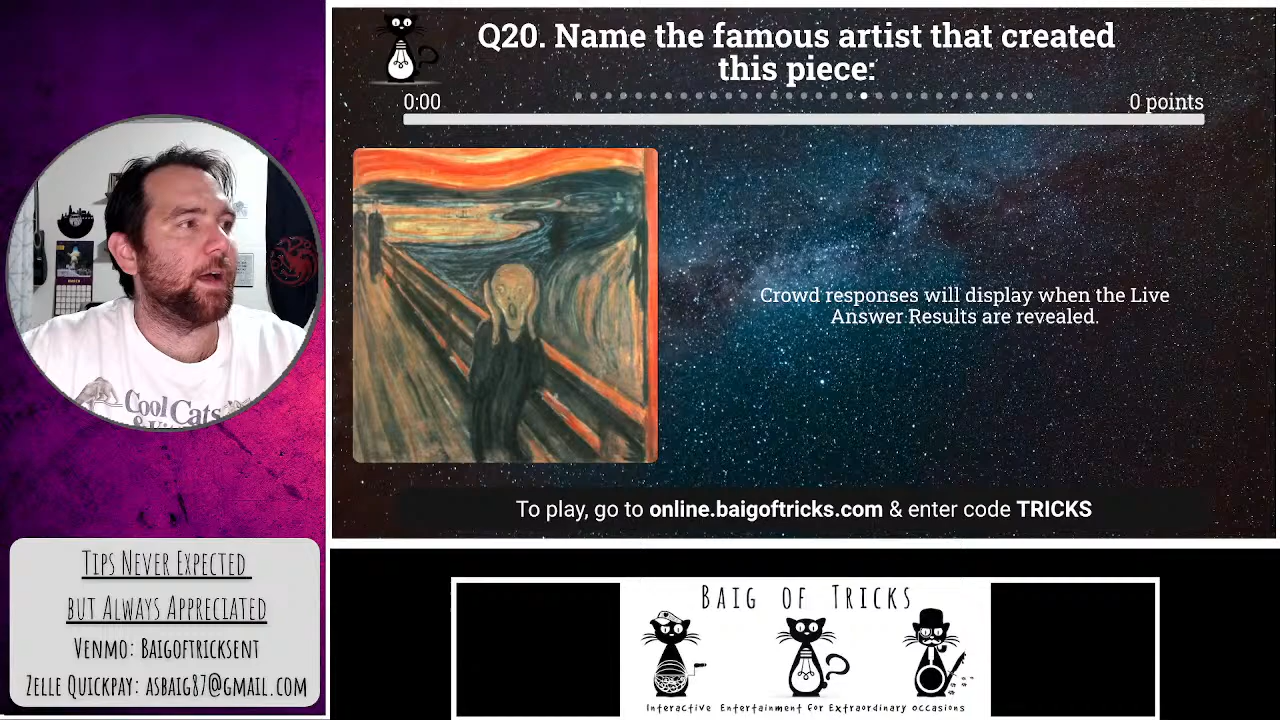 Q20. Name the famous artist that created
this piece:
0:00
0 points
Crowd responses will display when the Live
Answer Results are revealed.
To play, go to online.baigoftricks.com & enter code TRICKS
Cool Cats
Tips Never Expected
but Always Appreciated
Venmo: Baigoftricksent
Zelle Quickpay: asbaig87@gmail.com
Baig of Tricks
Interactive Entertainment for Extraordinary Occasions